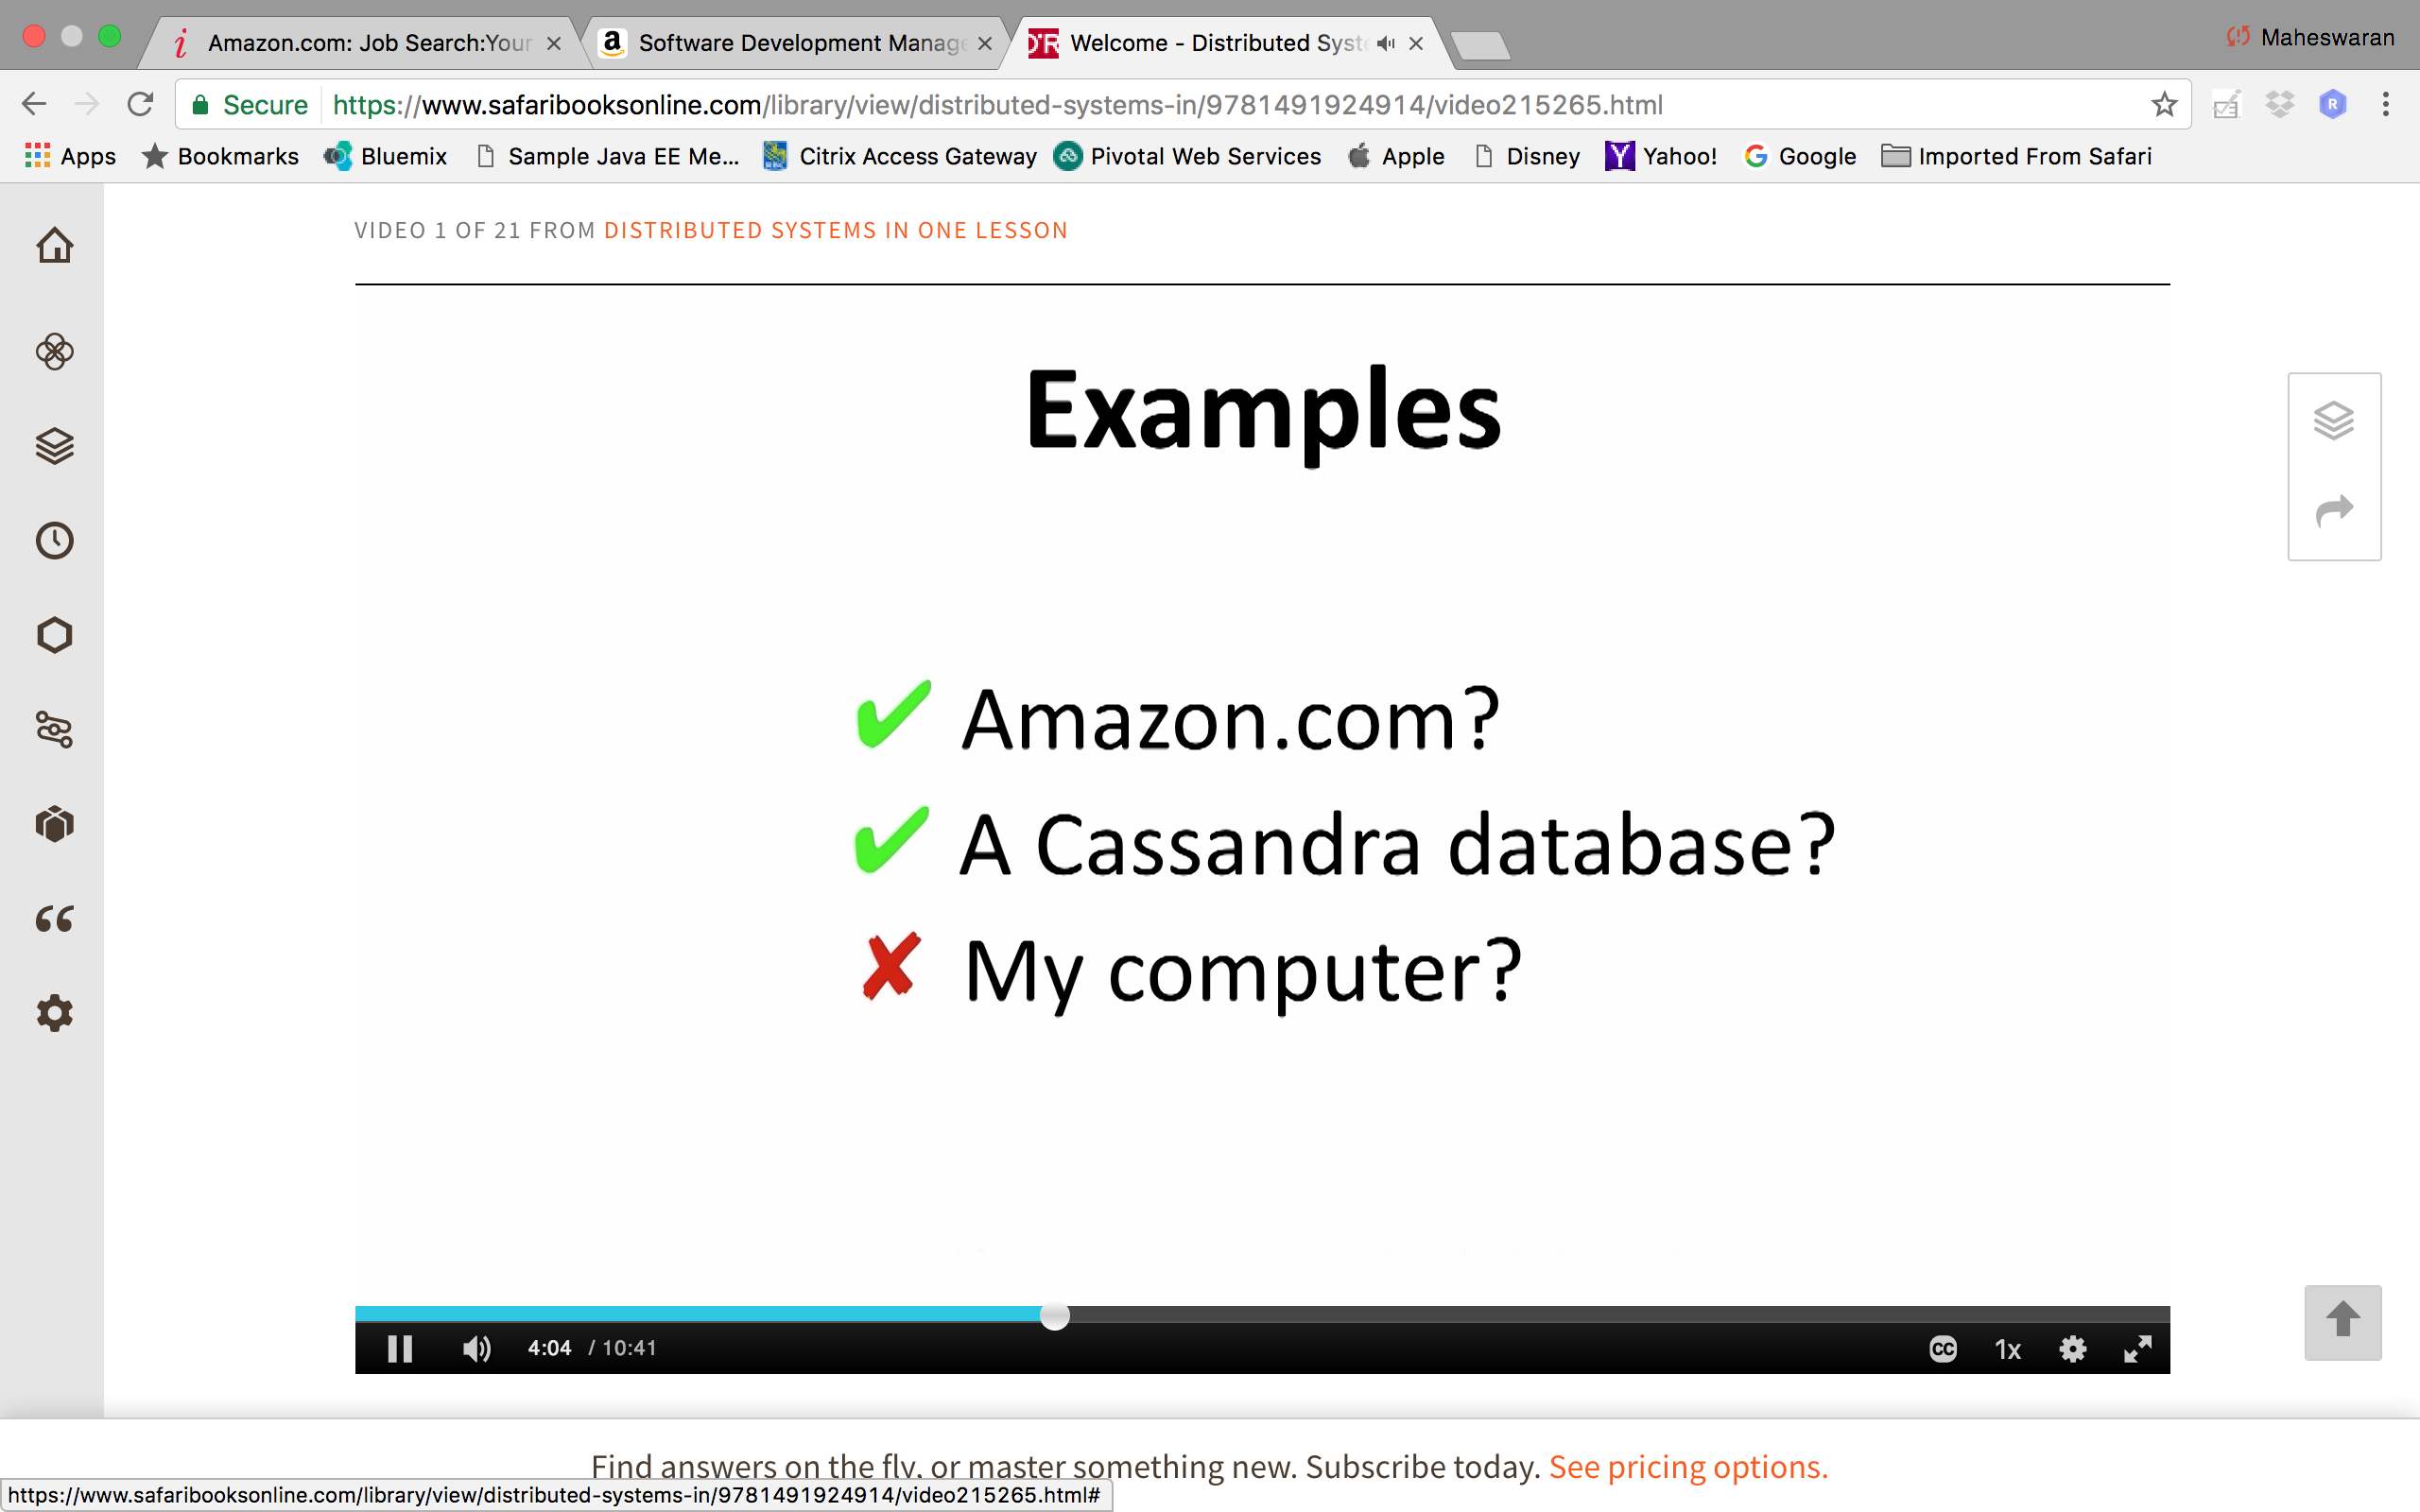 Amazon.com: Job Search:Your
Software Development Manage
Welcome - Distributed Syste
Maheswaran
Secure https://www.safaribooksonline.com/library/view/distributed-systems-in/9781491924914/video215265.html
Apps Bookmarks Bluemix Sample Java EE Me... Citrix Access Gateway Pivotal Web Services Apple Disney Yahoo! Google Imported From Safari
VIDEO 1 OF 21 FROM DISTRIBUTED SYSTEMS IN ONE LESSON
Examples
✔ Amazon.com?
✔ A Cassandra database?
✘ My computer?
4:04 / 10:41
CC 1x
Find answers on the fly, or master something new. Subscribe today. See pricing options.
https://www.safaribooksonline.com/library/view/distributed-systems-in/9781491924914/video215265.html#